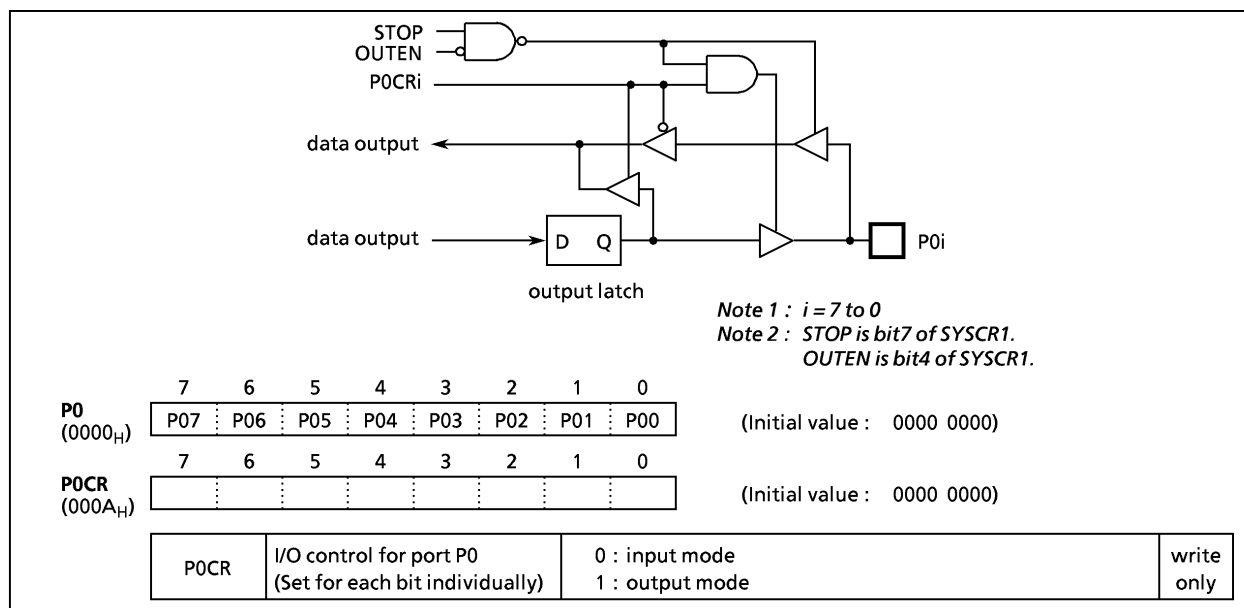 STOP
OUTEN
P0CRi
data output
data output
D Q
P0i
output latch
Note 1 : i = 7 to 0
Note 2 : STOP is bit7 of SYSCR1.
OUTEN is bit4 of SYSCR1.
7 6 5 4 3 2 1 0
P0
(0000H)
P07 P06 P05 P04 P03 P02 P01 P00
(Initial value : 0000 0000)
7 6 5 4 3 2 1 0
P0CR
(000AH)
(Initial value : 0000 0000)
P0CR
I/O control for port P0
(Set for each bit individually)
0 : input mode
1 : output mode
write
only